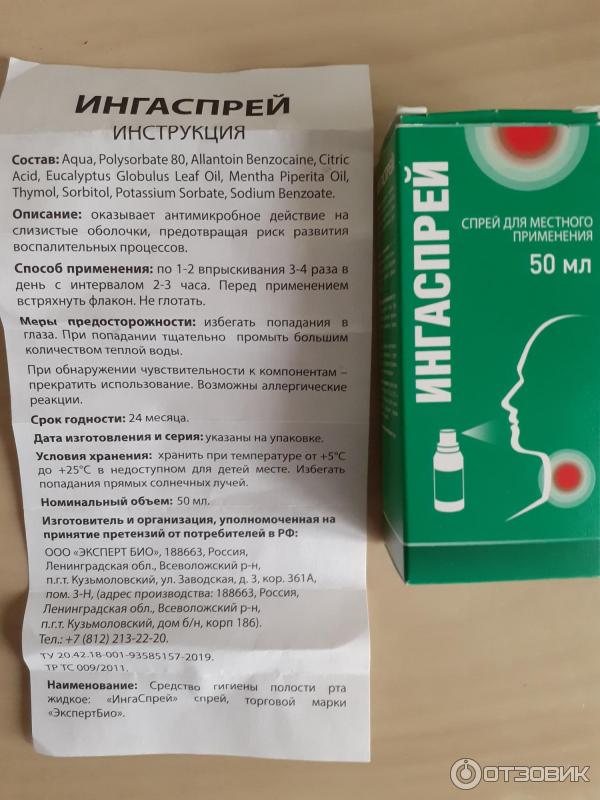 ИНГАСПРЕЙ
ИНСТРУКЦИЯ
Состав: Aqua, Polysorbate 80, Allantoin Benzocaine, Citric
Acid, Eucalyptus Globulus Leaf Oil, Mentha Piperita Oil,
Thymol, Sorbitol, Potassium Sorbate, Sodium Benzoate.
Описание: оказывает антимикробное действие на
слизистые оболочки, предотвращая риск развития
воспалительных процессов.
Способ применения: по 1-2 впрыскивания 3-4 раза в
день с интервалом 2-3 часа. Перед применением
встряхнуть флакон. Не глотать.
Меры предосторожности: избегать попадания в
глаза. При попадании тщательно промыть большим
количеством теплой воды.
При обнаружении чувствительности к компонентам –
прекратить использование. Возможны аллергические
реакции.
Срок годности: 24 месяца.
Дата изготовления и серия: указаны на упаковке.
Условия хранения: хранить при температуре от +5°С
до +25°С в недоступном для детей месте. Избегать
попадания прямых солнечных лучей.
Номинальный объем: 50 мл.
Изготовитель и организация, уполномоченная на
принятие претензий от потребителей в РФ:
ООО «ЭКСПЕРТ БИО», 188663, Россия,
Ленинградская обл., Всеволожский р-н,
п.г.т. Кузьмоловский, ул. Заводская, д. 3, кор. 361А,
пом. 3-Н, (адрес производства: 188663, Россия,
Ленинградская обл., Всеволожский р-н,
п.г.т. Кузьмоловский, дом б/н, корп 186).
Тел.: +7 (812) 213-22-20.
ТУ 20.42.18-001-93585157-2019.
ТР ТС 009/2011.
Наименование: Средство гигиены полости рта
жидкое: «ИнгаСпрей» спрей, торговой марки
«ЭкспертБио».
ИНГАСПРЕЙ
СПРЕЙ ДЛЯ МЕСТНОГО
ПРИМЕНЕНИЯ
50 МЛ
ОТЗОВИК